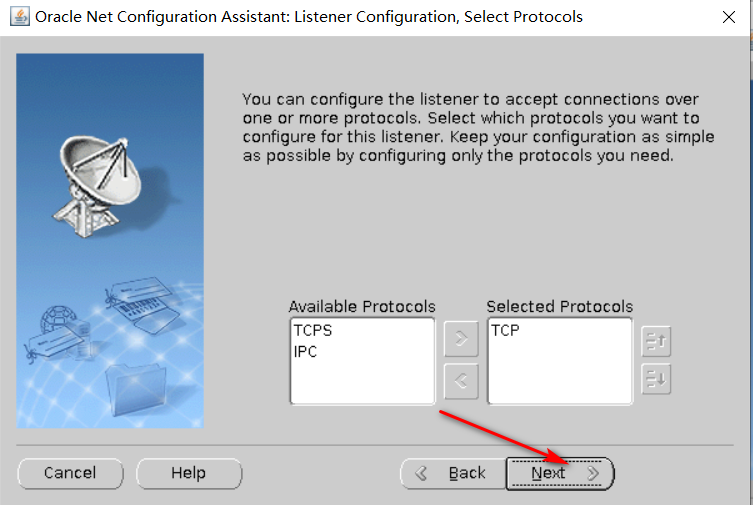 Oracle Net Configuration Assistant: Listener Configuration, Select Protocols
You can configure the listener to accept connections over
one or more protocols. Select which protocols you want to
configure for this listener. Keep your configuration as simple
as possible by configuring only the protocols you need.
Available Protocols
TCPS
IPC
Selected Protocols
TCP
Cancel
Help
Back
Next